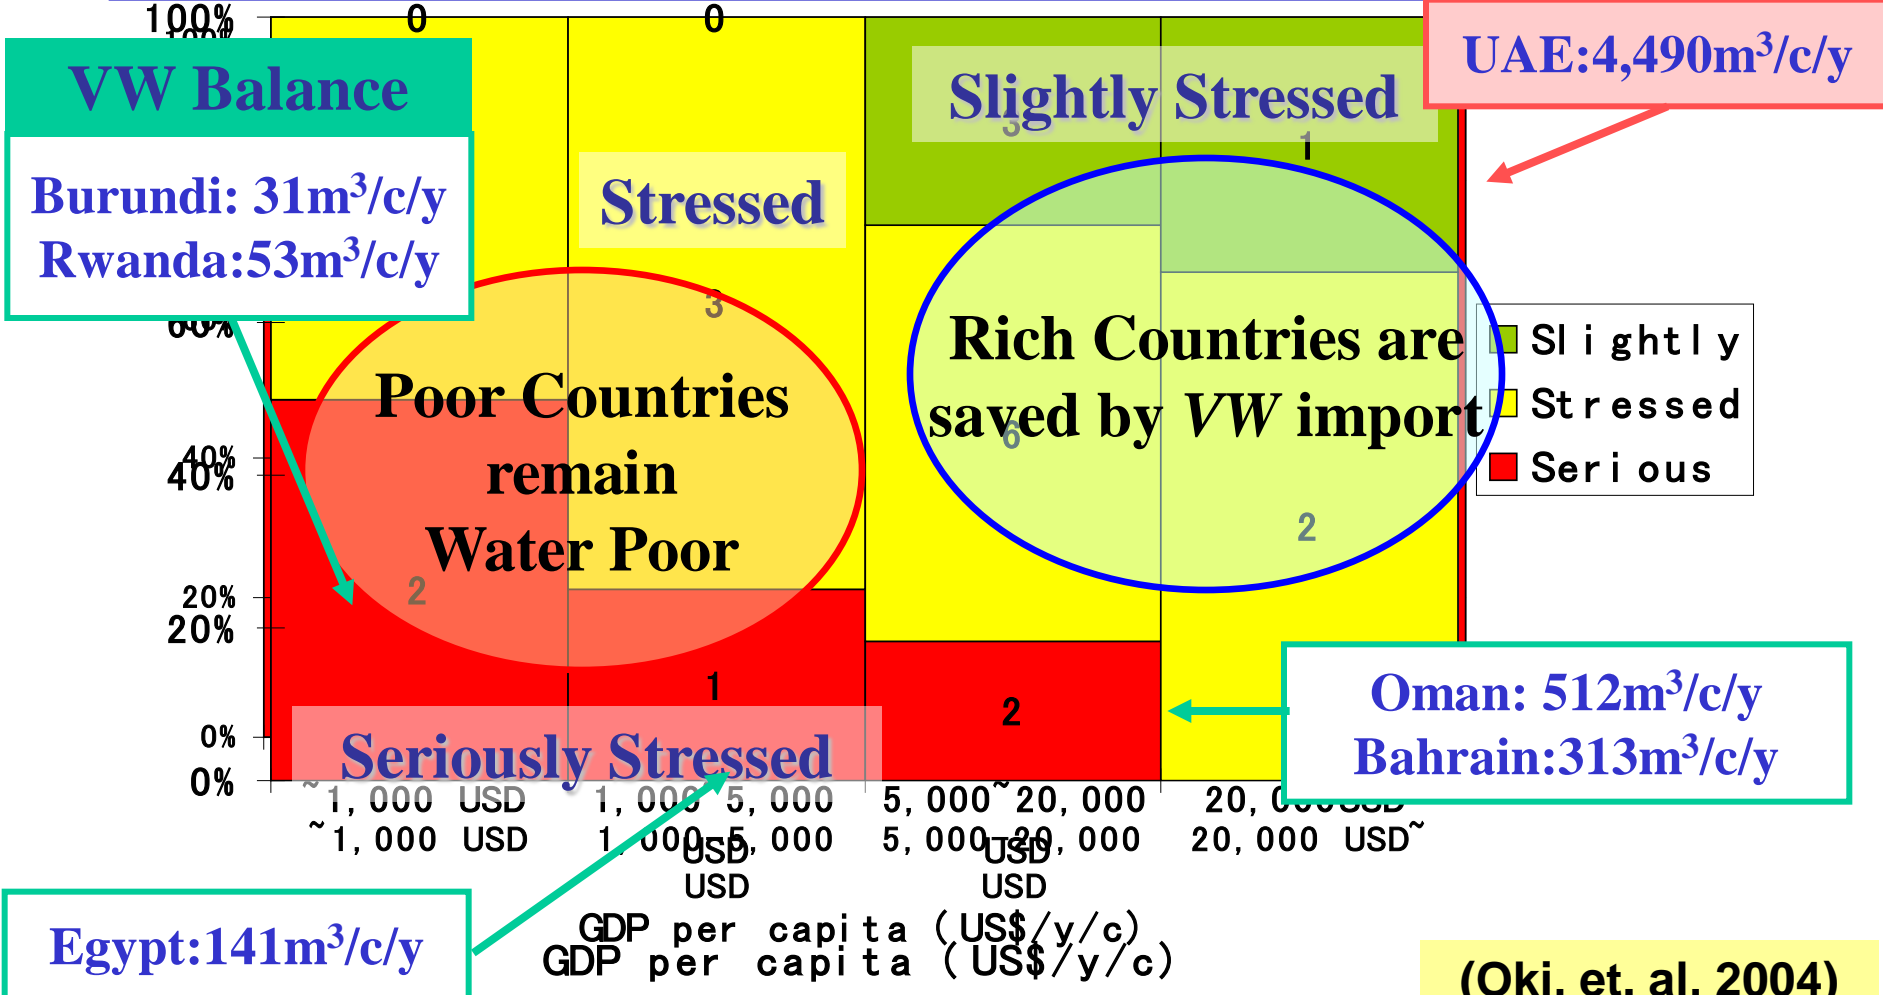 100%
0
0
VW Balance
Burundi: 31m³/c/y
Rwanda:53m³/c/y
Stressed
Slightly Stressed
3
1
UAE:4,490m³/c/y
60%
3
Poor Countries
remain
Water Poor
Rich Countries are
saved by VW import
6
2
Slightly
Stressed
Serious
40%
40%
2
20%
20%
1
2
0%
0%
Seriously Stressed
Oman: 512m³/c/y
Bahrain:313m³/c/y
~1,000 USD
1,000~5,000
USD
5,000~20,000
USD
20,000USD~
~1,000 USD
1,000~5,000
USD
5,000~20,000
USD
20,000 USD~
GDP per capita (US$/y/c)
GDP per capita (US$/y/c)
Egypt:141m³/c/y
(Oki, et. al, 2004)